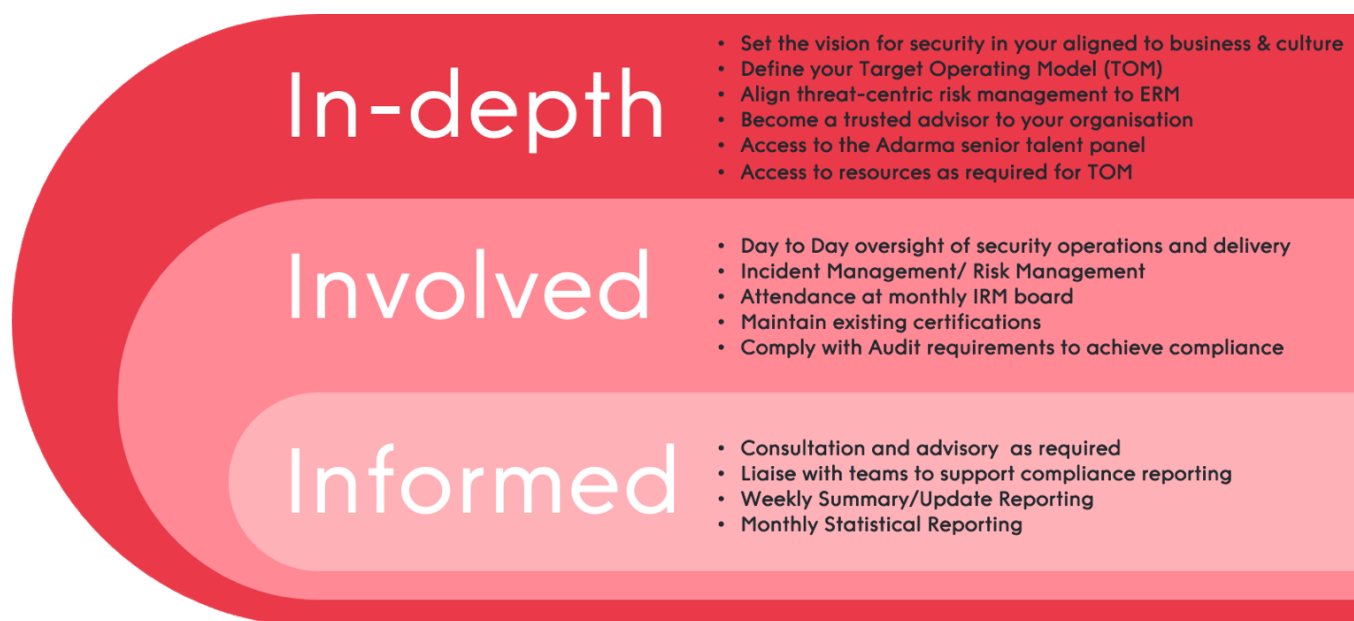 In-depth
• Set the vision for security in your aligned to business & culture
• Define your Target Operating Model (TOM)
• Align threat-centric risk management to ERM
• Become a trusted advisor to your organisation
• Access to the Adarma senior talent panel
• Access to resources as required for TOM
Involved
• Day to Day oversight of security operations and delivery
• Incident Management/ Risk Management
• Attendance at monthly IRM board
• Maintain existing certifications
• Comply with Audit requirements to achieve compliance
Informed
• Consultation and advisory  as required
• Liaise with teams to support compliance reporting
• Weekly Summary/Update Reporting
• Monthly Statistical Reporting